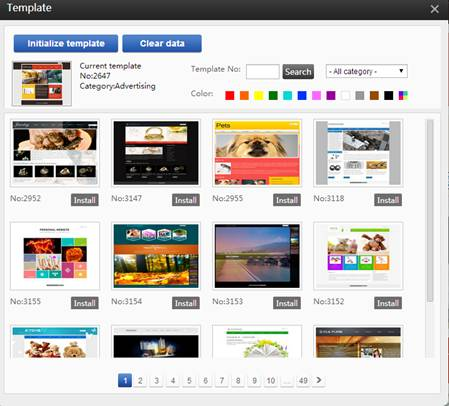 Template
Initialize template
Clear data
Current template
No:2647
Category:Advertising
Template No:
Search
- All category -
Color:
Pets
No:2952
Install
No:3147
Install
No:2955
Install
No:3118
Install
PERSONAL WEBSITE
No:3155
Install
No:3154
Install
No:3153
Install
No:3152
Install
1 2 3 4 5 6 7 8 9 10 ... 49